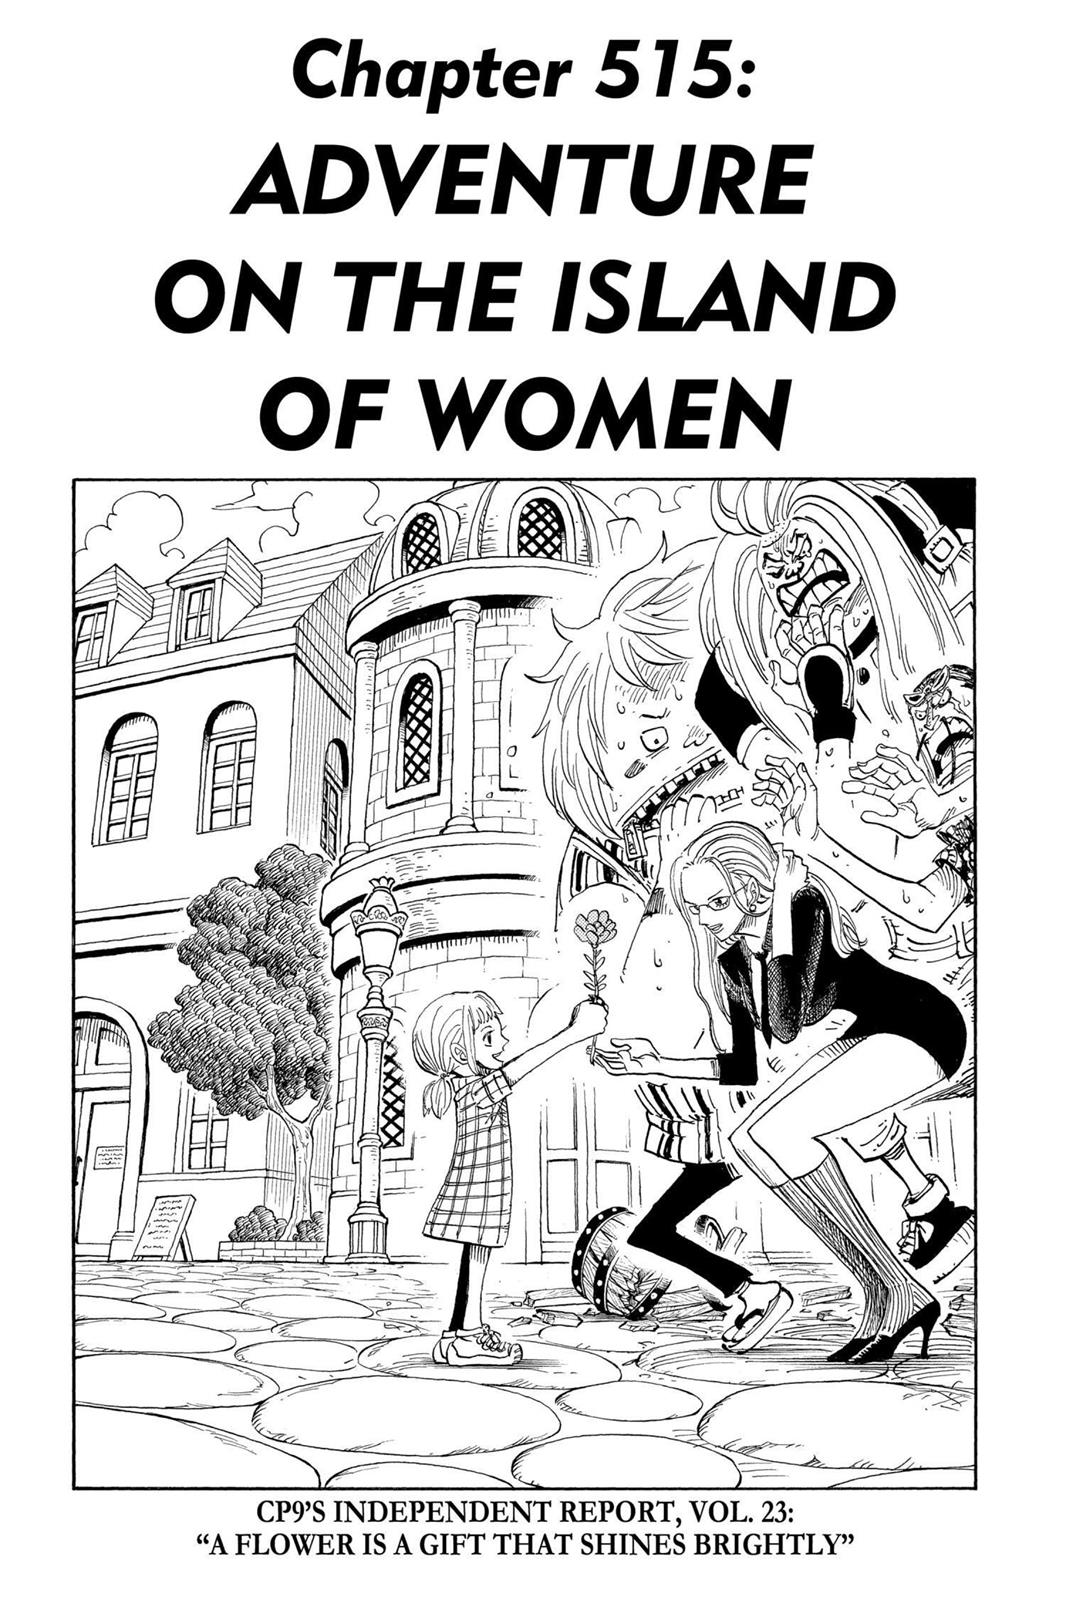 Chapter 515:
ADVENTURE
ON THE ISLAND
OF WOMEN
CP9'S INDEPENDENT REPORT, VOL. 23:
“A FLOWER IS A GIFT THAT SHINES BRIGHTLY”